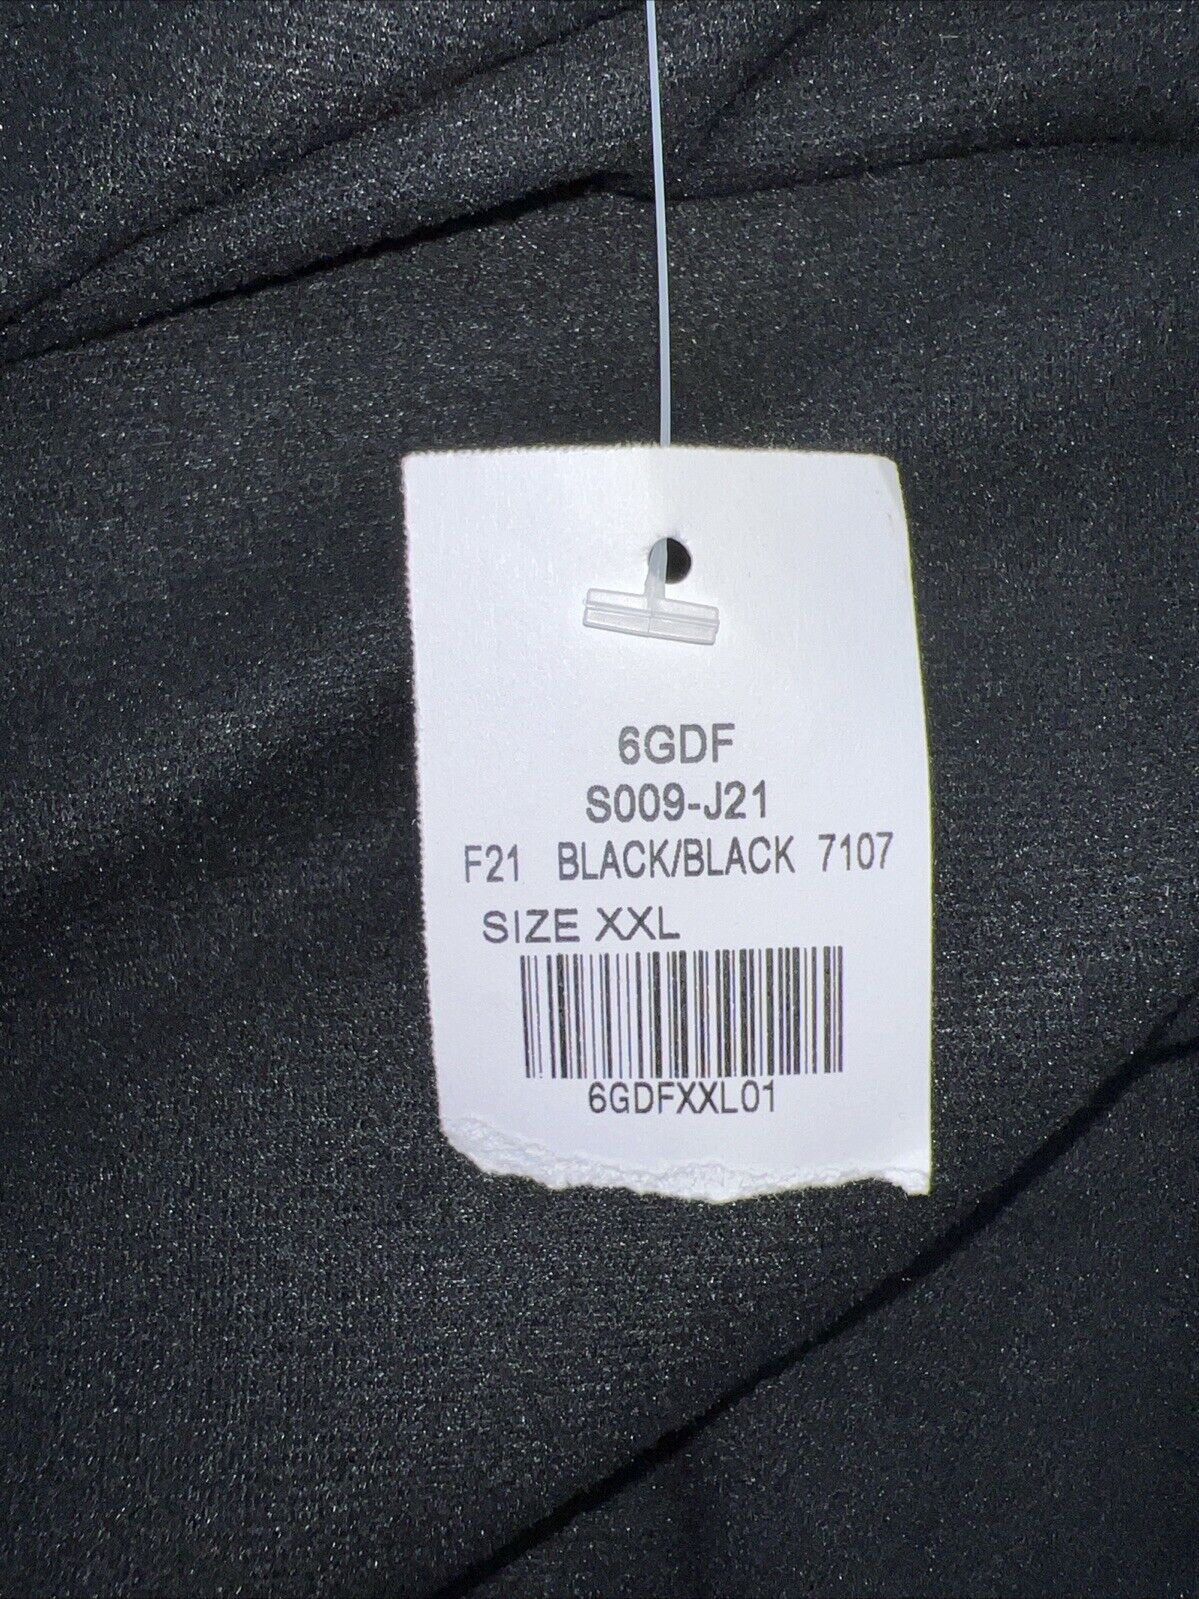 6GDF
S009-J21
F21 BLACK/BLACK 7107
SIZE XXL
6GDFXXL01